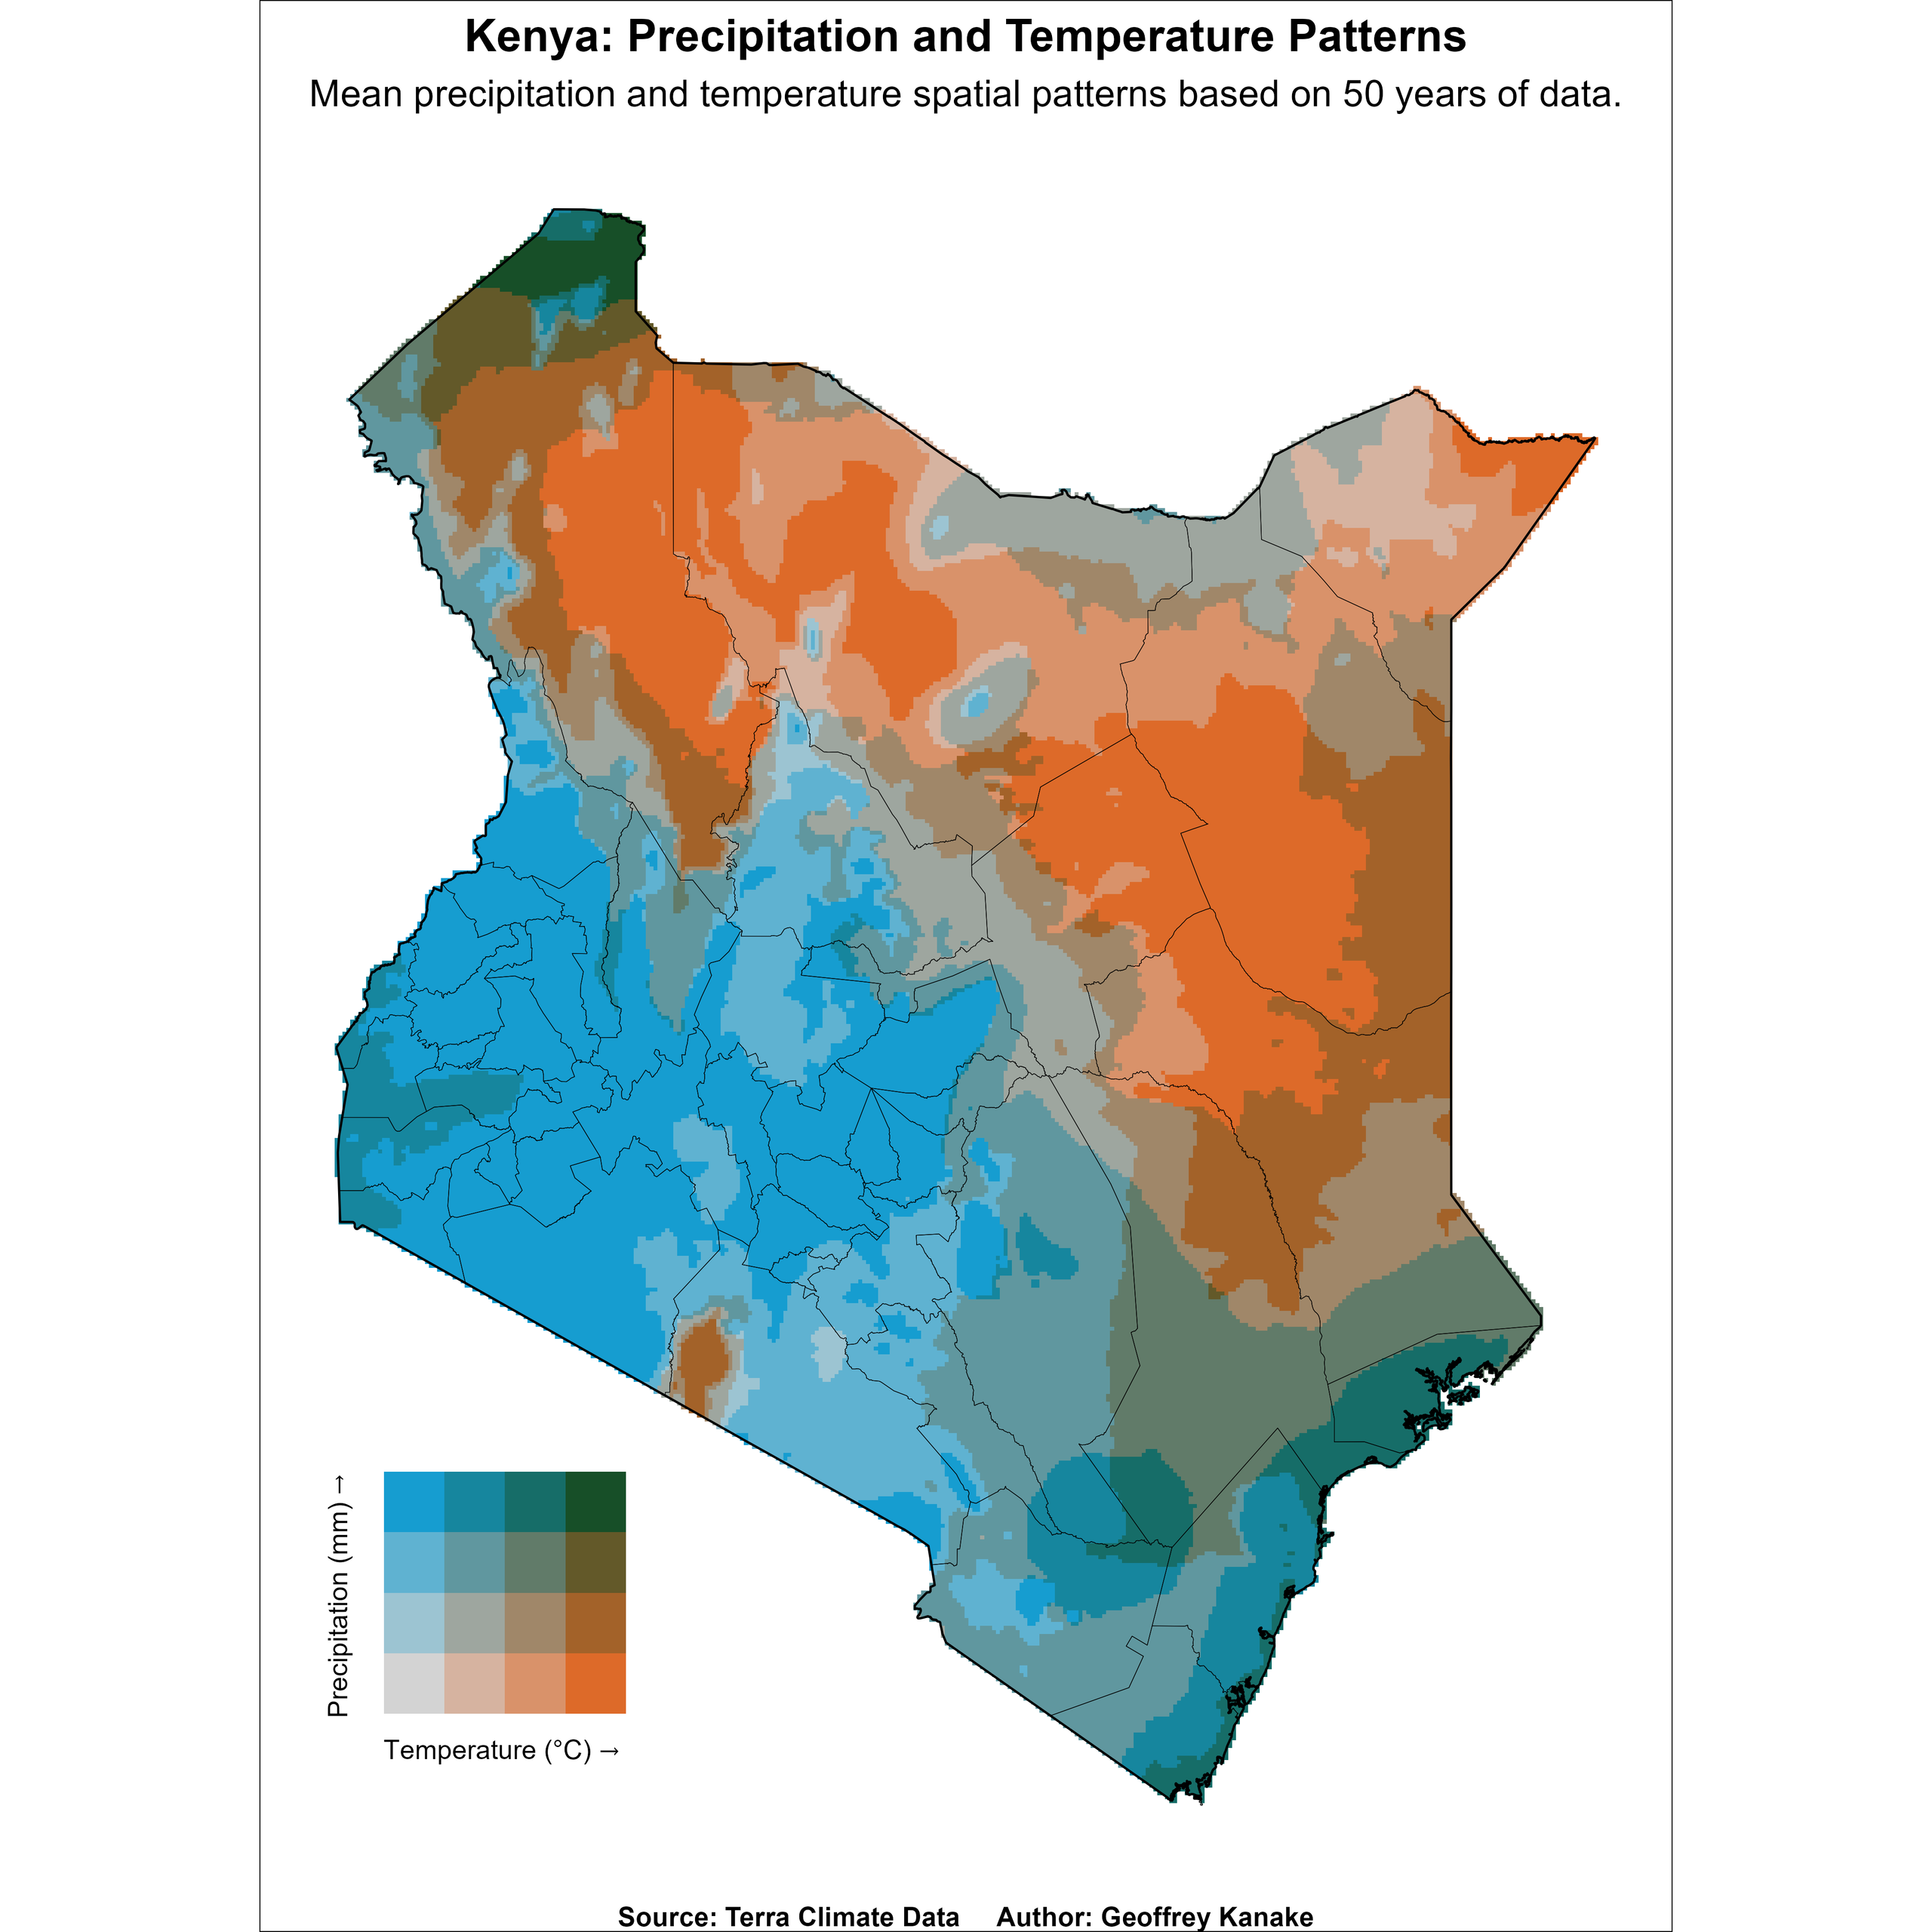 Kenya: Precipitation and Temperature Patterns
Mean precipitation and temperature spatial patterns based on 50 years of data.
Precipitation (mm) →
Temperature (°C) →
Source: Terra Climate Data     Author: Geoffrey Kanake